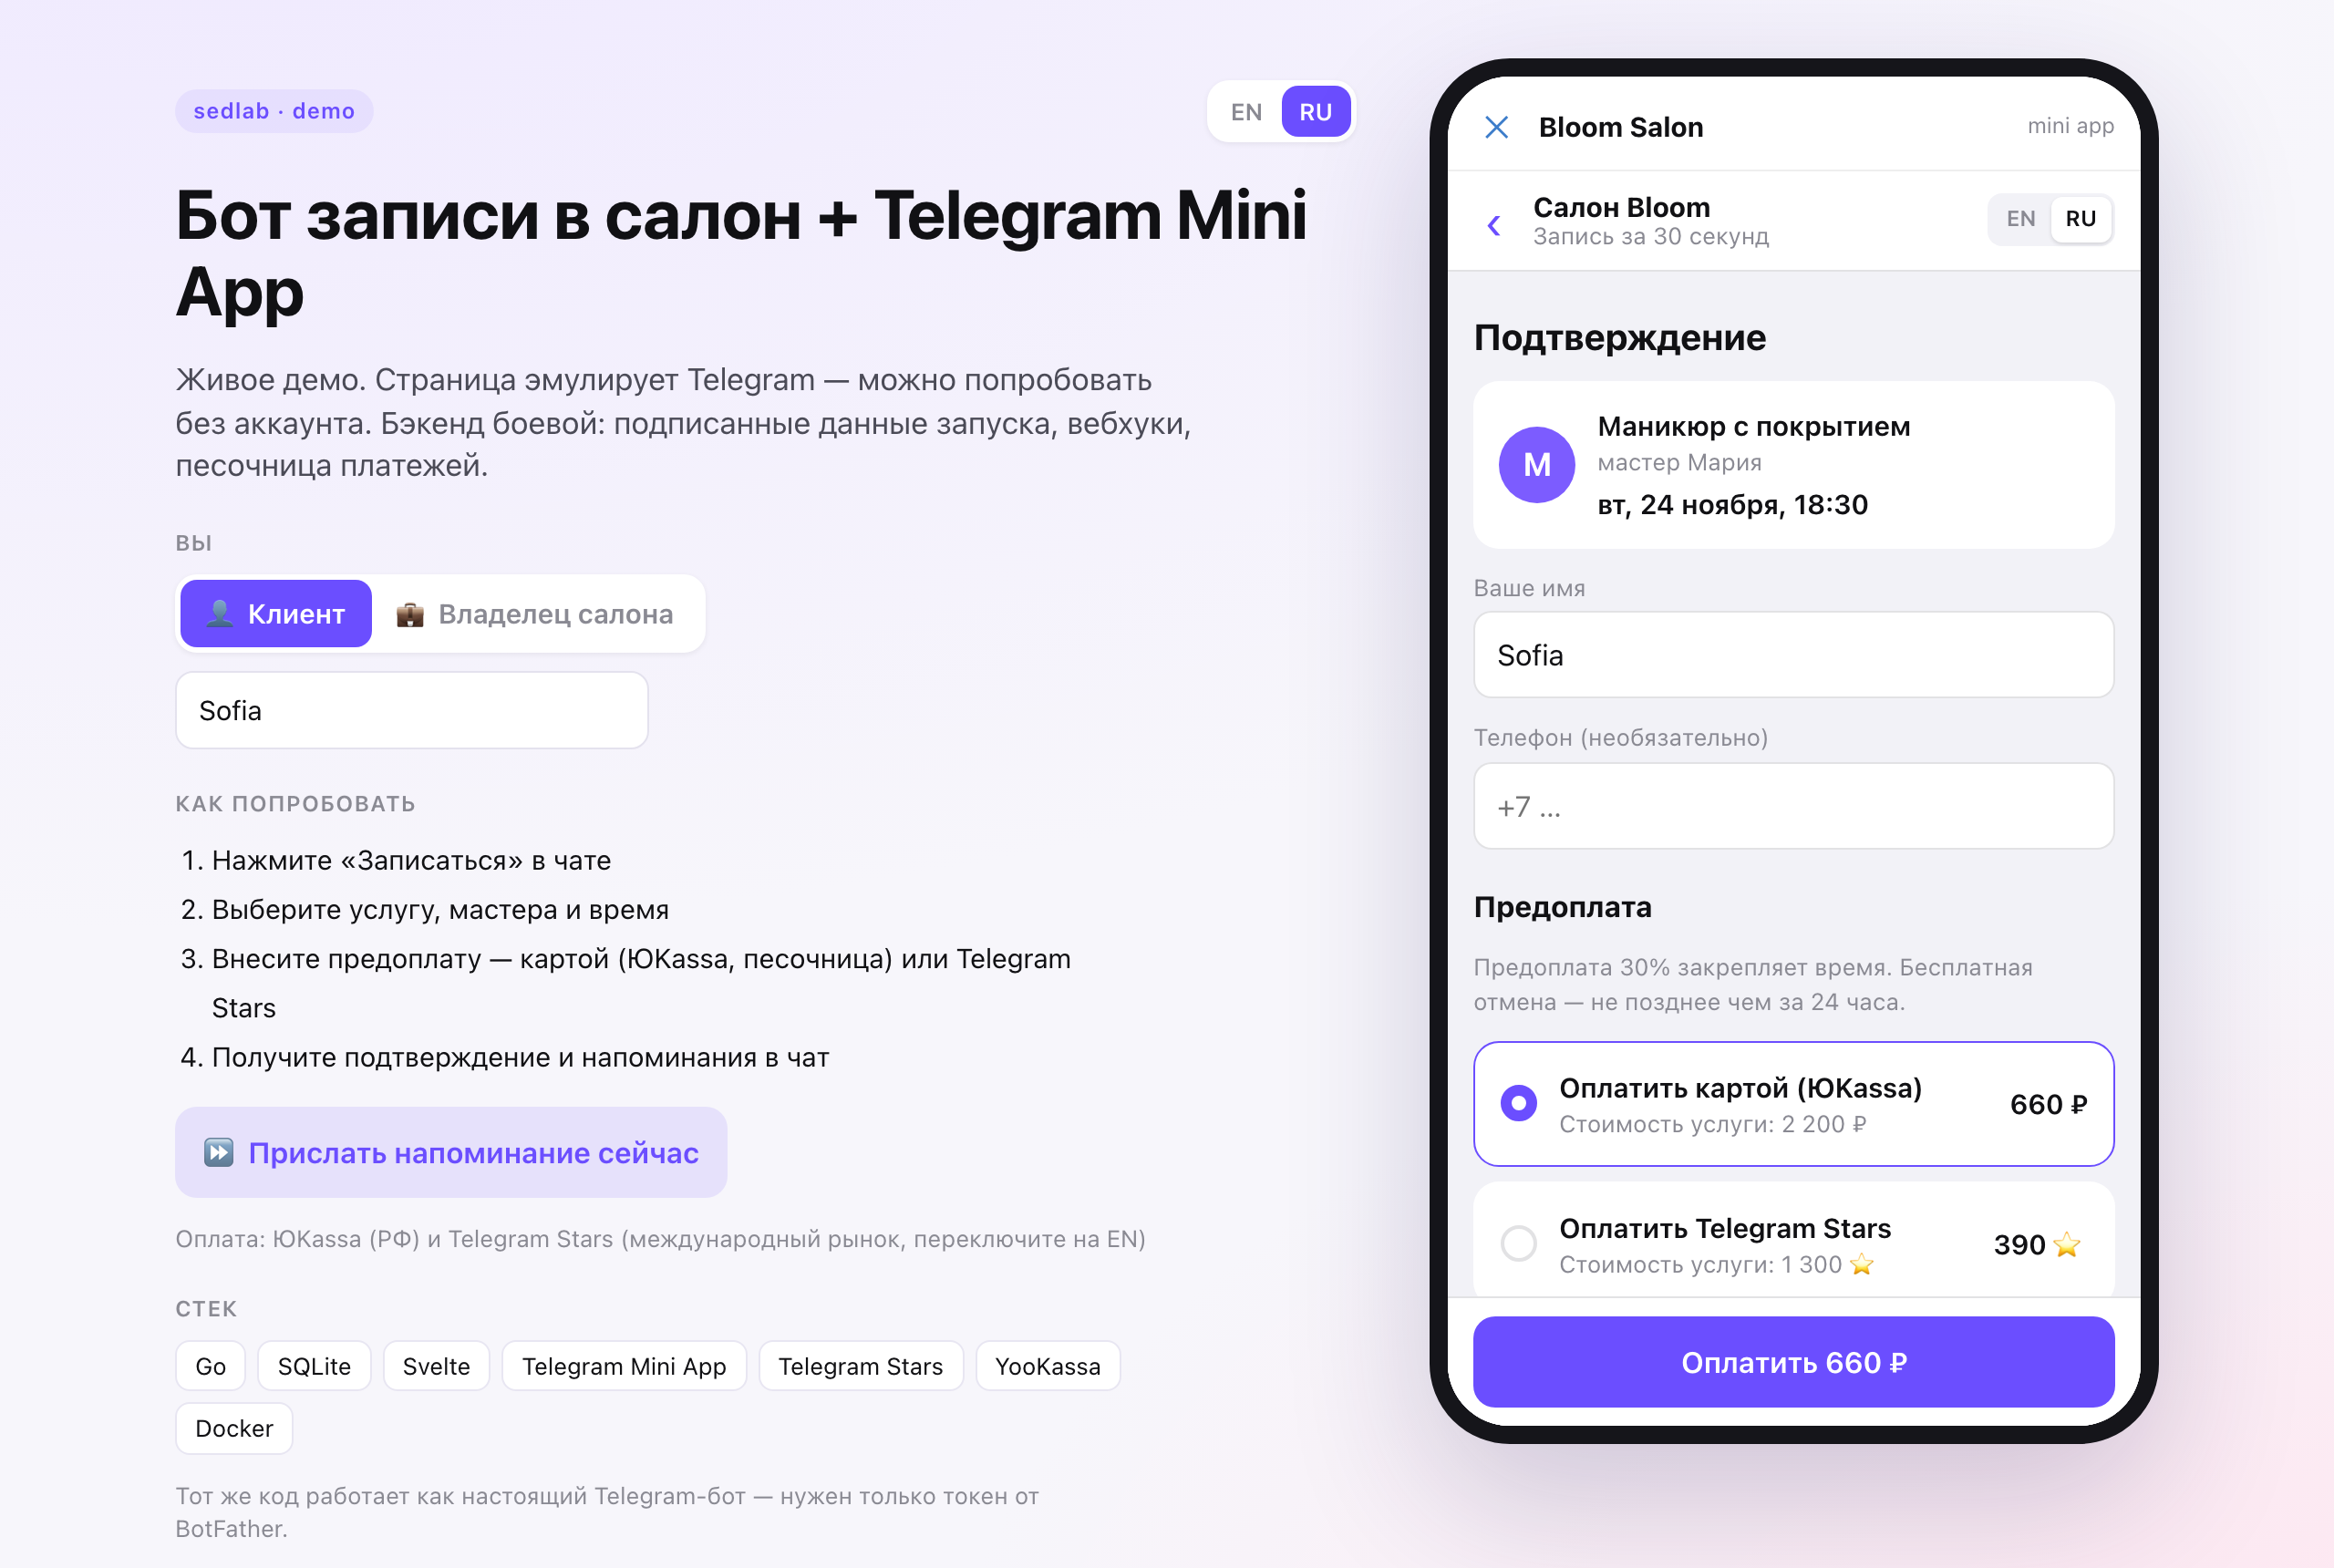 sedlab · demo
EN RU
Бот записи в салон + Telegram Mini
App
Живое демо. Страница эмулирует Telegram — можно попробовать
без аккаунта. Бэкенд боевой: подписанные данные запуска, вебхуки,
песочница платежей.
ВЫ
Клиент
Владелец салона
Sofia
КАК ПОПРОБОВАТЬ
1. Нажмите «Записаться» в чате
2. Выберите услугу, мастера и время
3. Внесите предоплату — картой (ЮKassa, песочница) или Telegram
Stars
4. Получите подтверждение и напоминания в чат
⏩ Прислать напоминание сейчас
Оплата: ЮKassa (РФ) и Telegram Stars (международный рынок, переключите на EN)
СТЕК
Go SQLite Svelte Telegram Mini App Telegram Stars YooKassa
Docker
Тот же код работает как настоящий Telegram-бот — нужен только токен от
BotFather.
Bloom Salon mini app
Салон Bloom
Запись за 30 секунд
EN RU
Подтверждение
M
Маникюр с покрытием
мастер Мария
вт, 24 ноября, 18:30
Ваше имя
Sofia
Телефон (необязательно)
+7 ...
Предоплата
Предоплата 30% закрепляет время. Бесплатная
отмена — не позднее чем за 24 часа.
Оплатить картой (ЮKassa) 660 ₽
Стоимость услуги: 2 200 ₽
Оплатить Telegram Stars 390 ⭐
Стоимость услуги: 1 300 ⭐
Оплатить 660 ₽